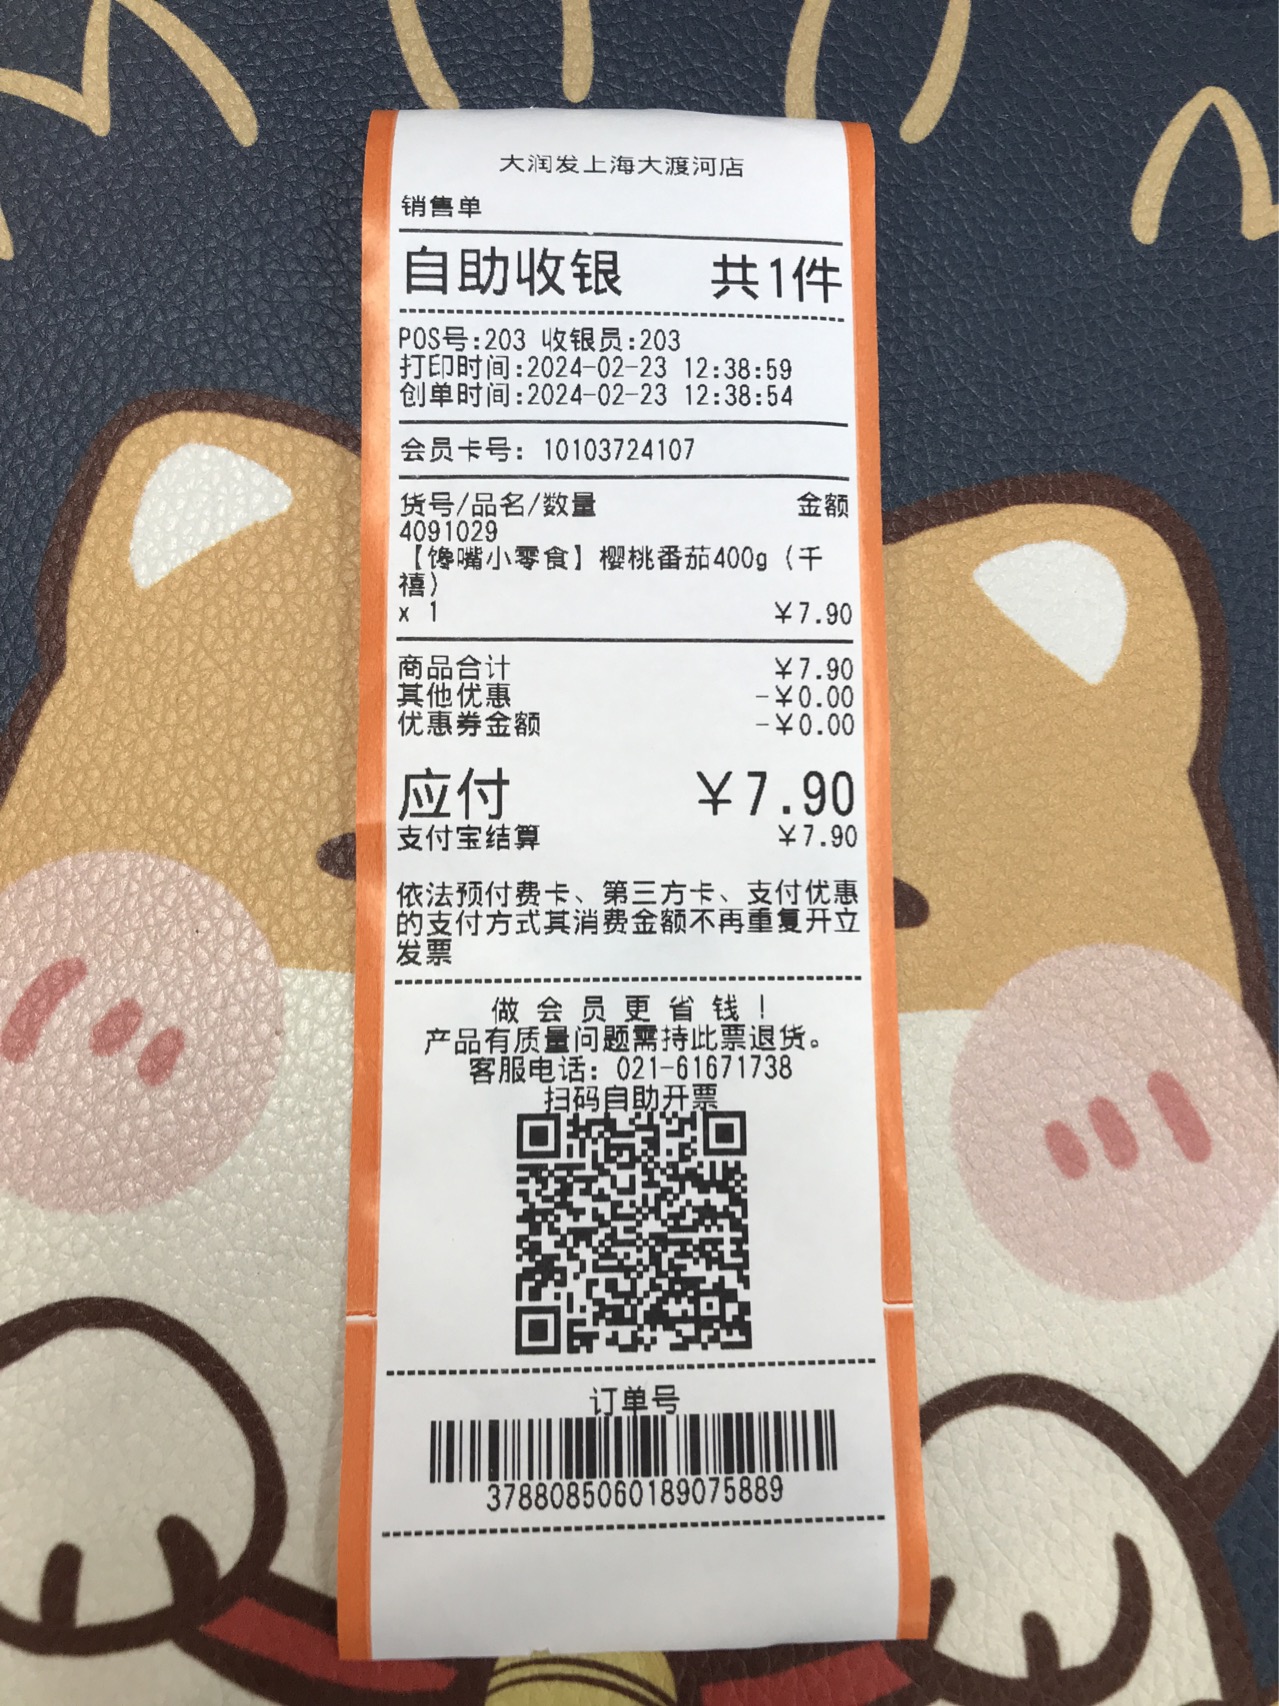 大润发上海大渡河店
销售单
自助收银 共1件
POS号:203 收银员:203
打印时间:2024-02-23 12:38:59
创单时间:2024-02-23 12:38:54
会员卡号: 10103724107
货号/品名/数量 金额
4091029
【馋嘴小零食】樱桃番茄400g（千
禧）
x 1 ￥7.90
商品合计 ￥7.90
其他优惠 -￥0.00
优惠券金额 -￥0.00
应付 ￥7.90
支付宝结算 ￥7.90
依法预付费卡、第三方卡、支付优惠
的支付方式其消费金额不再重复开立
发票
做会员更省钱！
产品有质量问题需持此票退货。
客服电话: 021-61671738
扫码自助开票
订单号
3788085060189075889